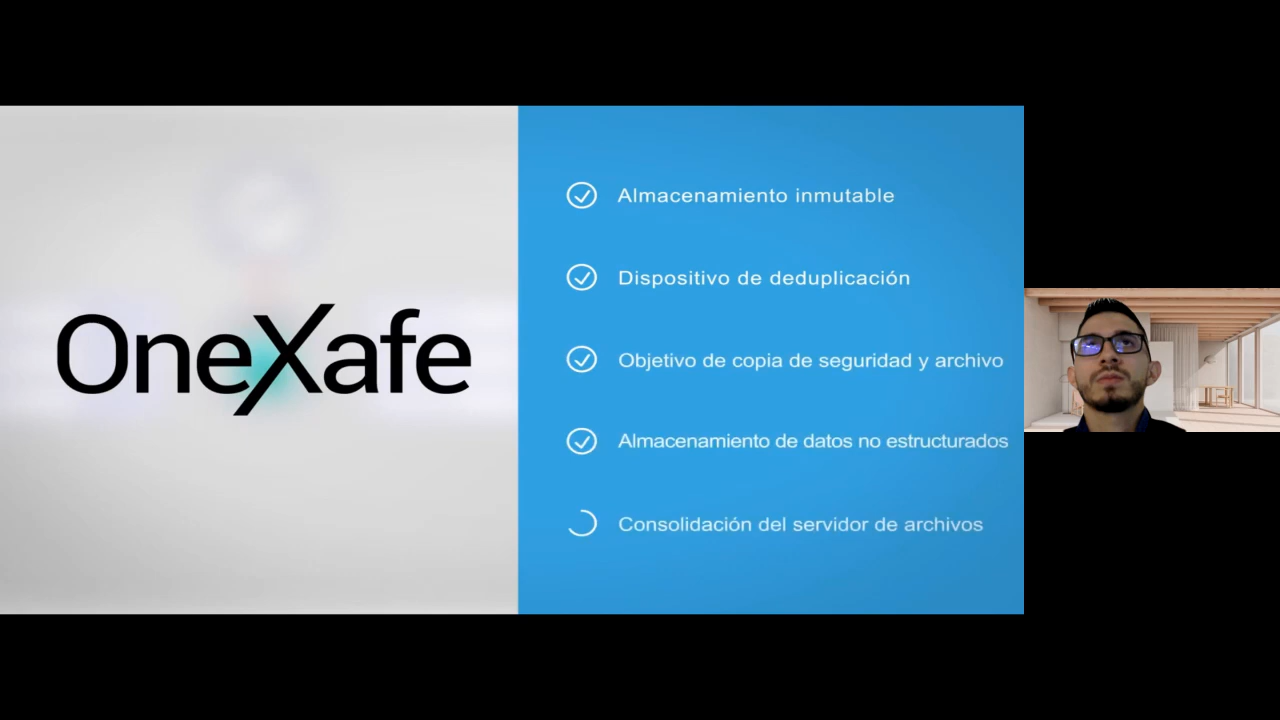 OneXafe
Almacenamiento inmutable
Dispositivo de deduplicación
Objetivo de copia de seguridad y archivo
Almacenamiento de datos no estructurados
Consolidación del servidor de archivos